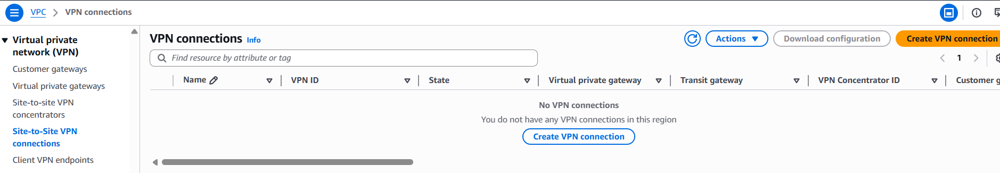 VPC > VPN connections
Virtual private
network (VPN)
Customer gateways
Virtual private gateways
Site-to-site VPN
concentrators
Site-to-Site VPN
connections
Client VPN endpoints
VPN connections Info
Actions
Download configuration
Create VPN connection
Find resource by attribute or tag
1
Name
VPN ID
State
Virtual private gateway
Transit gateway
VPN Concentrator ID
Customer g
No VPN connections
You do not have any VPN connections in this region
Create VPN connection